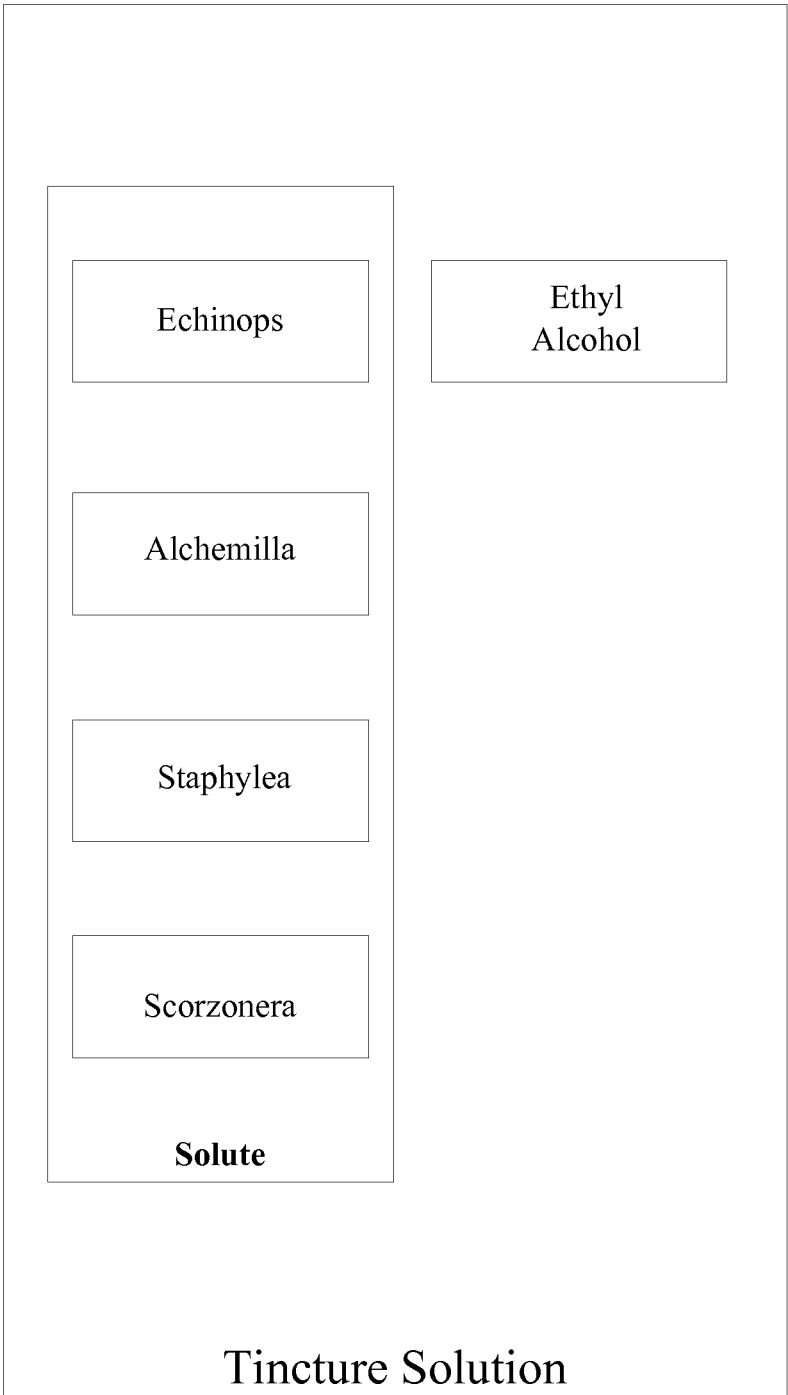 Echinops
Ethyl
Alcohol
Alchemilla
Staphylea
Scorzonera
Solute
Tincture Solution